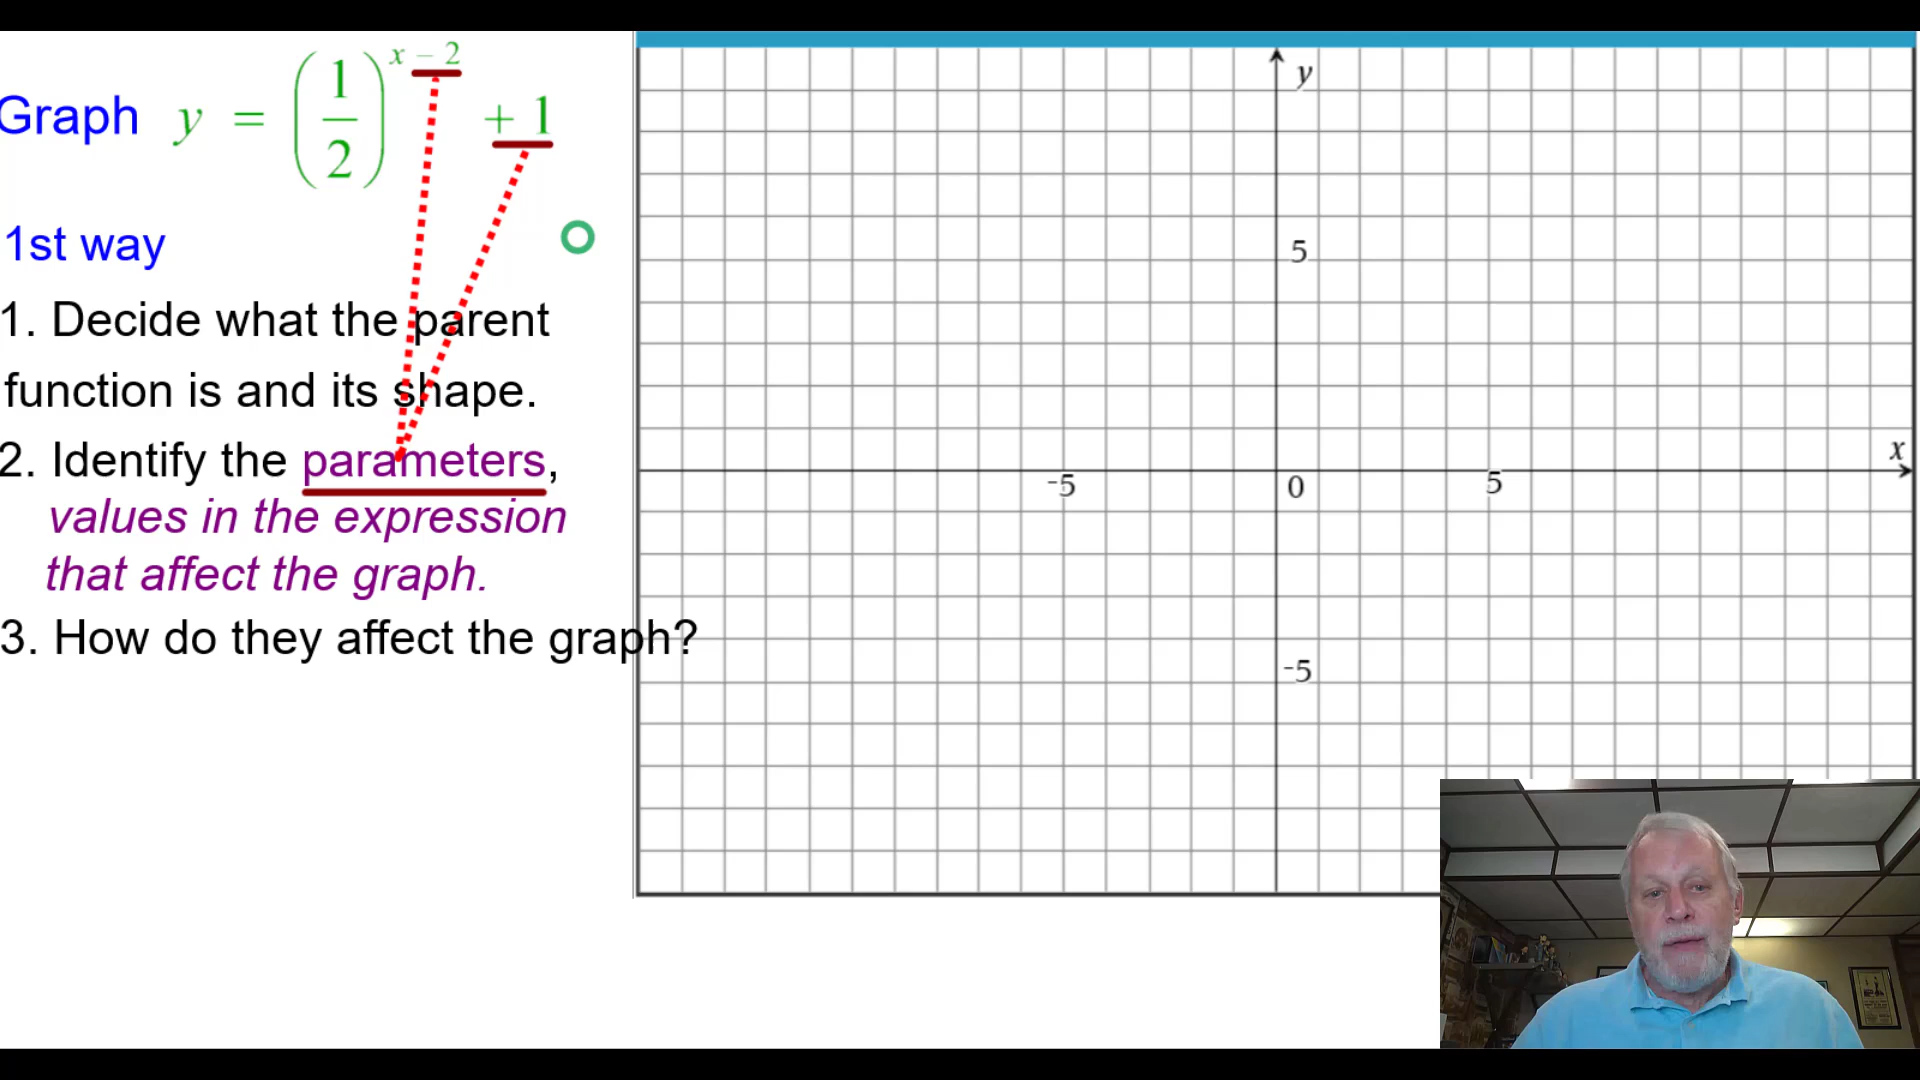 Graph y = (1/2)^(x – 2) + 1
1st way
1. Decide what the parent
function is and its shape.
2. Identify the parameters,
values in the expression
that affect the graph.
3. How do they affect the graph?
y
5
x
-5 0 5
-5